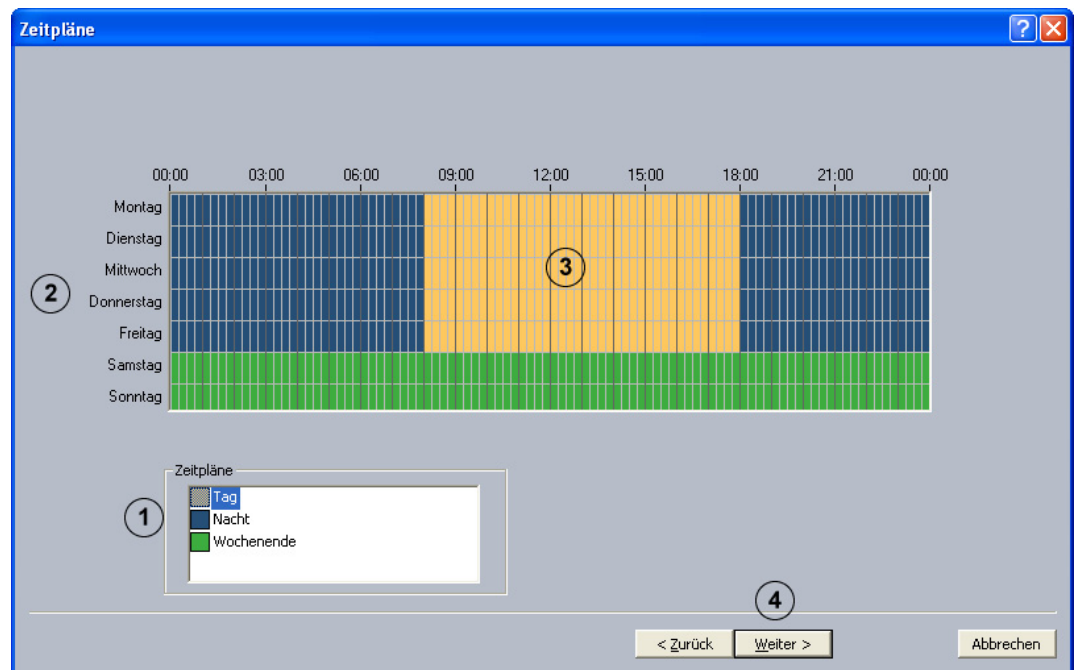 Zeitpläne
00:00 03:00 06:00 09:00 12:00 15:00 18:00 21:00 00:00
Montag
Dienstag
Mittwoch
3
2
Donnerstag
Freitag
Samstag
Sonntag
Zeitpläne
1
Tag
Nacht
Wochenende
4
< Zurück Weiter > Abbrechen